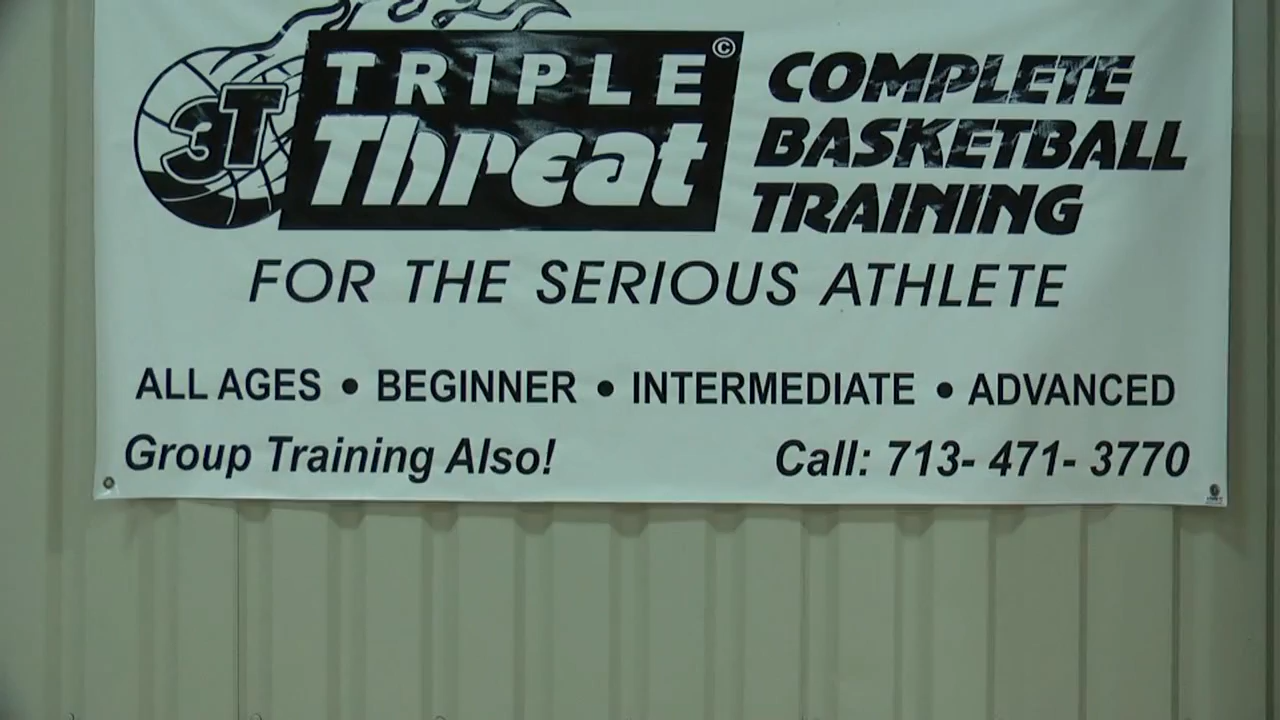 3T
TRIPLE ©
Threat
COMPLETE
BASKETBALL
TRAINING
FOR THE SERIOUS ATHLETE
ALL AGES • BEGINNER • INTERMEDIATE • ADVANCED
Group Training Also!
Call: 713- 471- 3770